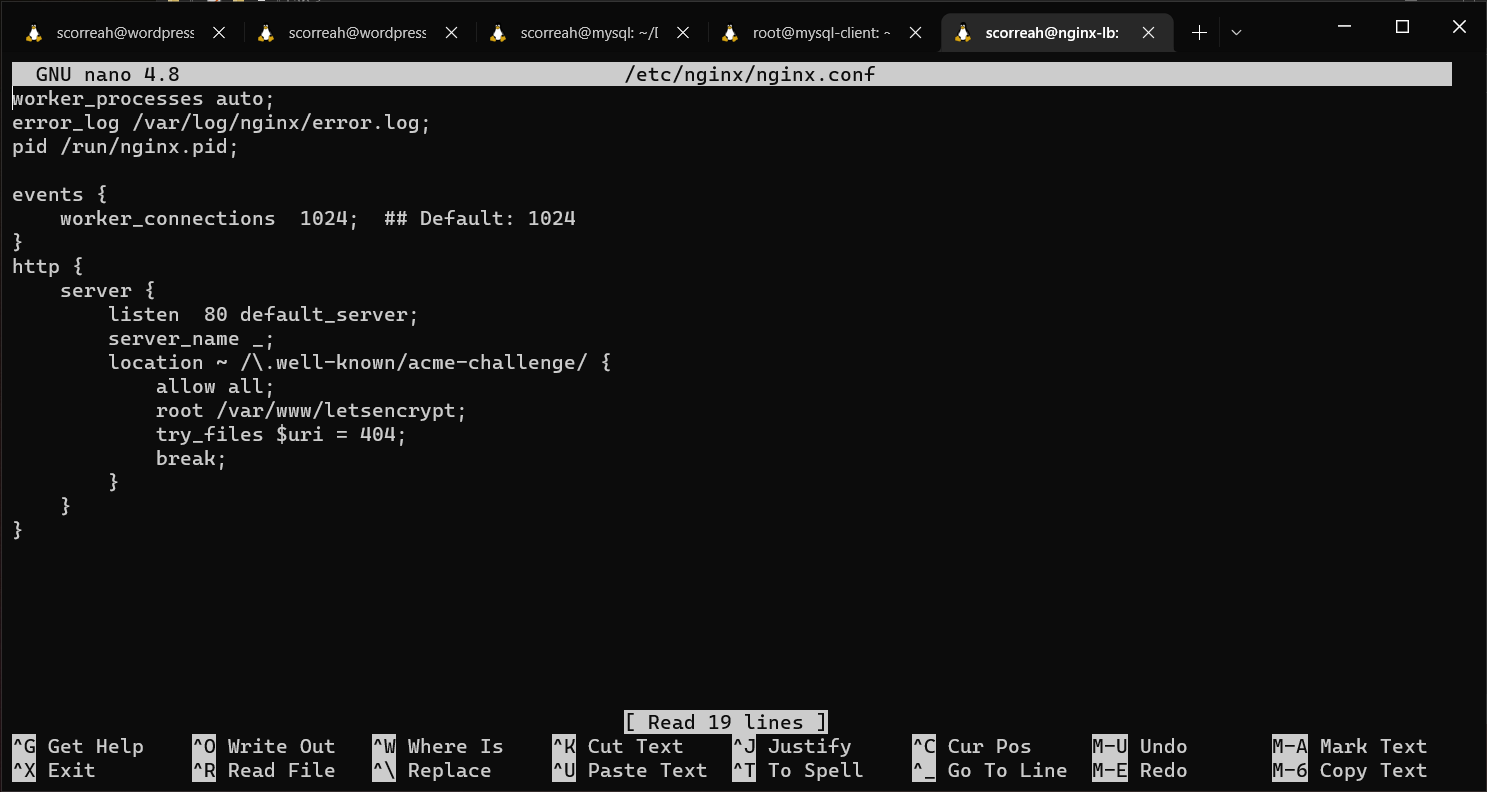 scorreah@wordpress scorreah@wordpress scorreah@mysql: ~/[ root@mysql-client: ~ scorreah@nginx-lb:
GNU nano 4.8 /etc/nginx/nginx.conf
worker_processes auto;
error_log /var/log/nginx/error.log;
pid /run/nginx.pid;
events {
    worker_connections  1024;  ## Default: 1024
}
http {
    server {
        listen  80 default_server;
        server_name _;
        location ~ /\.well-known/acme-challenge/ {
            allow all;
            root /var/www/letsencrypt;
            try_files $uri = 404;
            break;
        }
    }
}
[ Read 19 lines ]
^G Get Help ^O Write Out ^W Where Is ^K Cut Text ^J Justify ^C Cur Pos M-U Undo M-A Mark Text
^X Exit ^R Read File ^\ Replace ^U Paste Text ^T To Spell ^_ Go To Line M-E Redo M-6 Copy Text